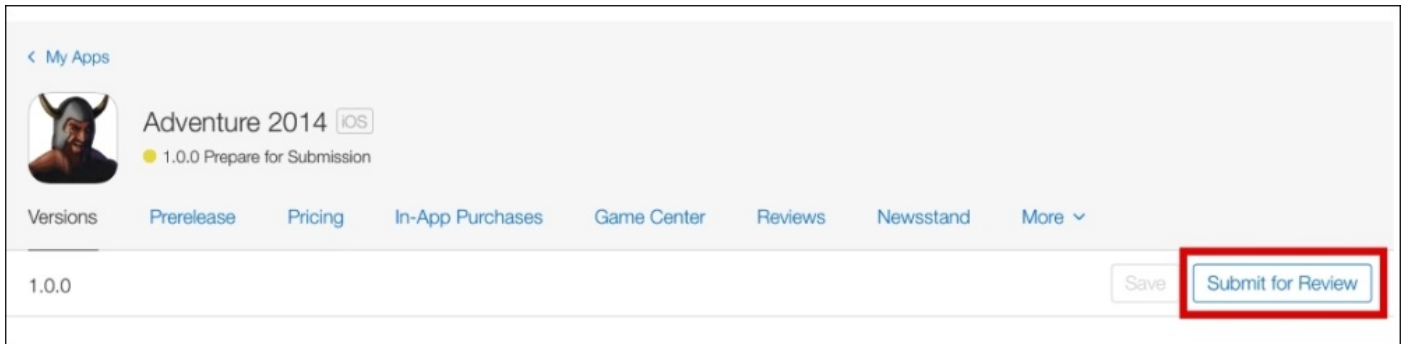 < My Apps
Adventure 2014 iOS
1.0.0 Prepare for Submission
Versions Prerelease Pricing In-App Purchases Game Center Reviews Newsstand More
1.0.0 Save Submit for Review